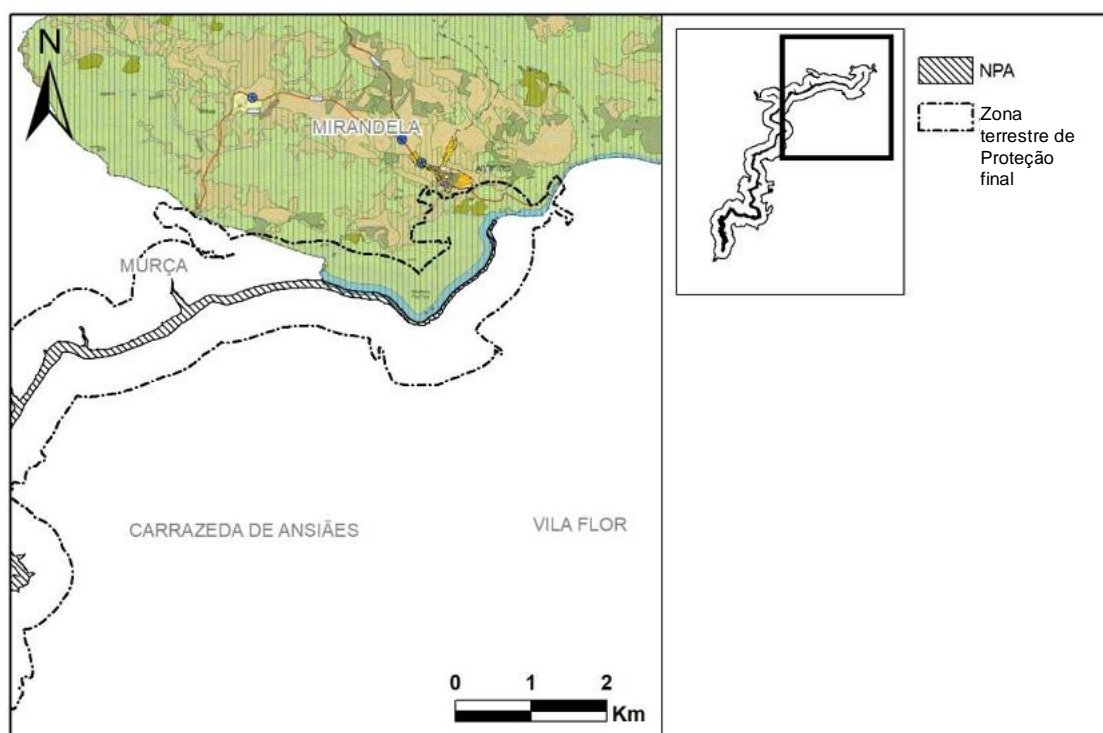 N
MIRANDELA
MURÇA
CARRAZEDA DE ANSIÃES
VILA FLOR
0 1 2
Km
NPA
Zona
terrestre de
Proteção
final